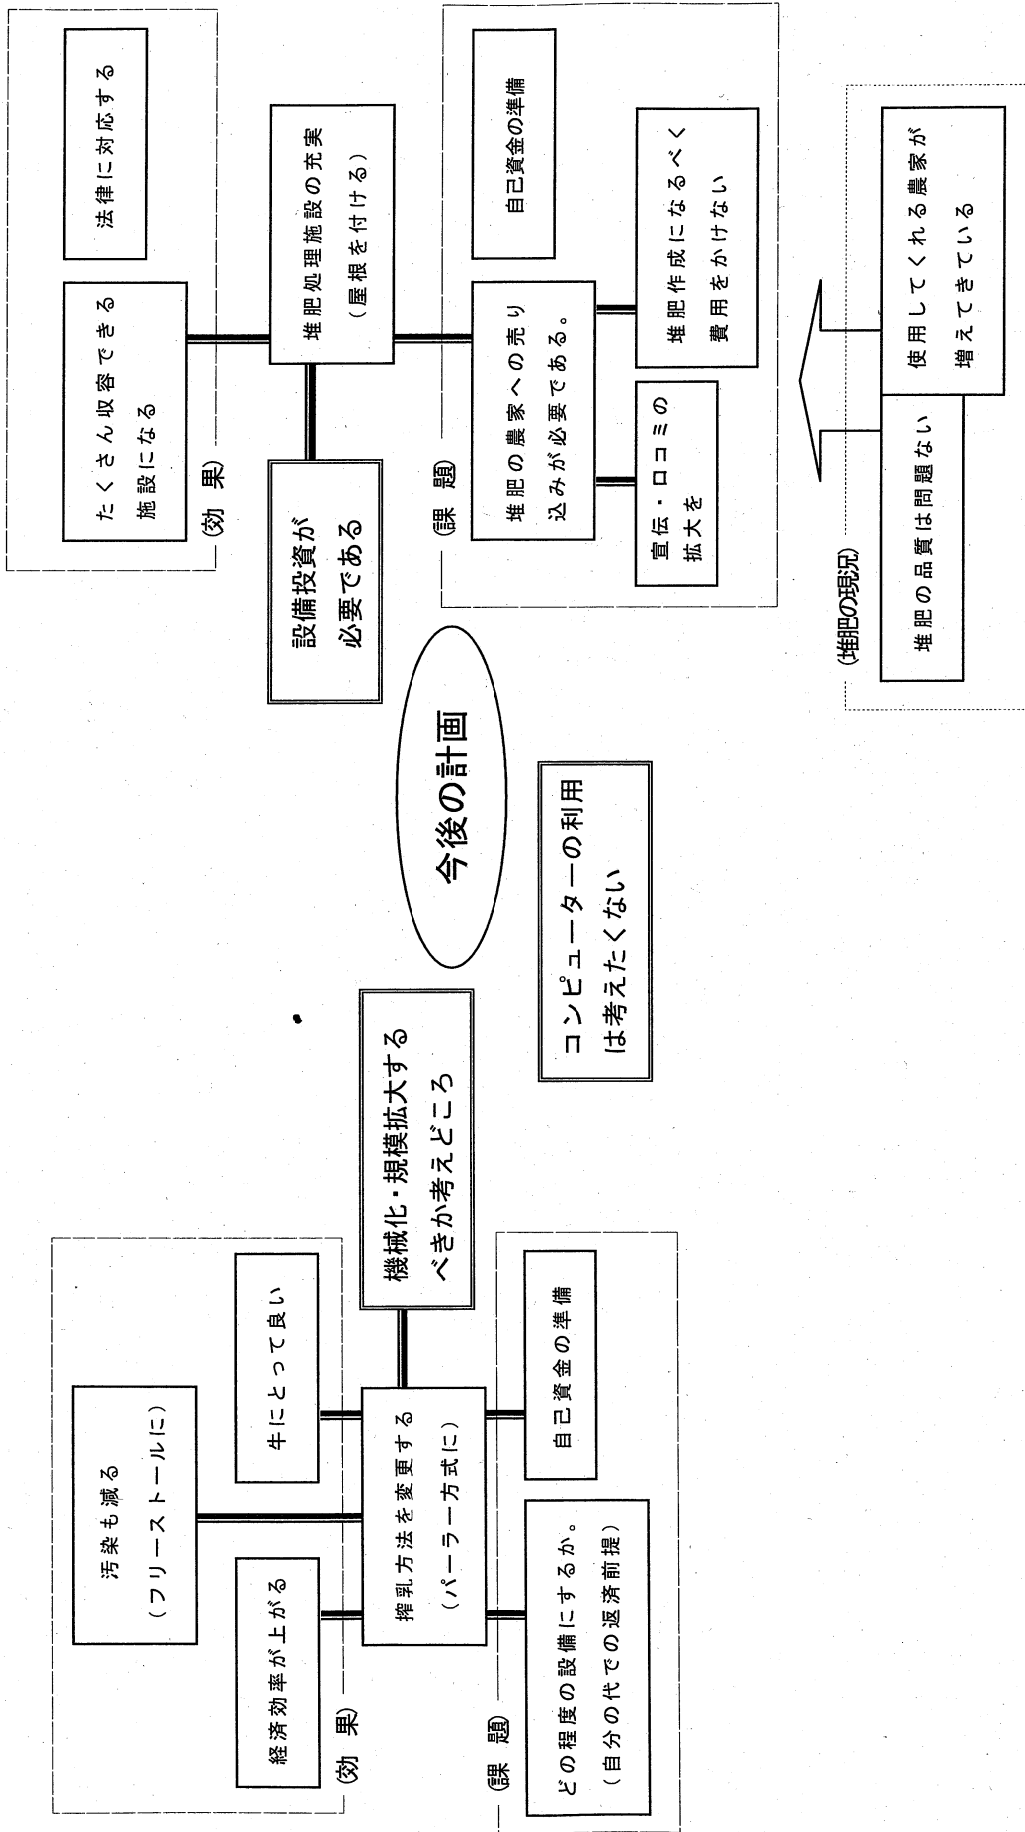 汚染も減る
（フリーストールに）
経済効率が上がる
牛にとって良い
（効　果）
搾乳方法を変更する
（パーラー方式に）
機械化・規模拡大する
べきか考えどころ
（課　題）
どの程度の設備にするか。
（自分の代での返済前提）
自己資金の準備
今後の計画
コンピューターの利用
は考えたくない
たくさん収容できる
施設になる
法律に対応する
（効　果）
設備投資が
必要である
堆肥処理施設の充実
（屋根を付ける）
（課　題）
堆肥の農家への売り
込みが必要である。
自己資金の準備
宣伝・口コミの
拡大を
堆肥作成になるべく
費用をかけない
（堆肥の現況）
堆肥の品質は問題ない
使用してくれる農家が
増えてきている